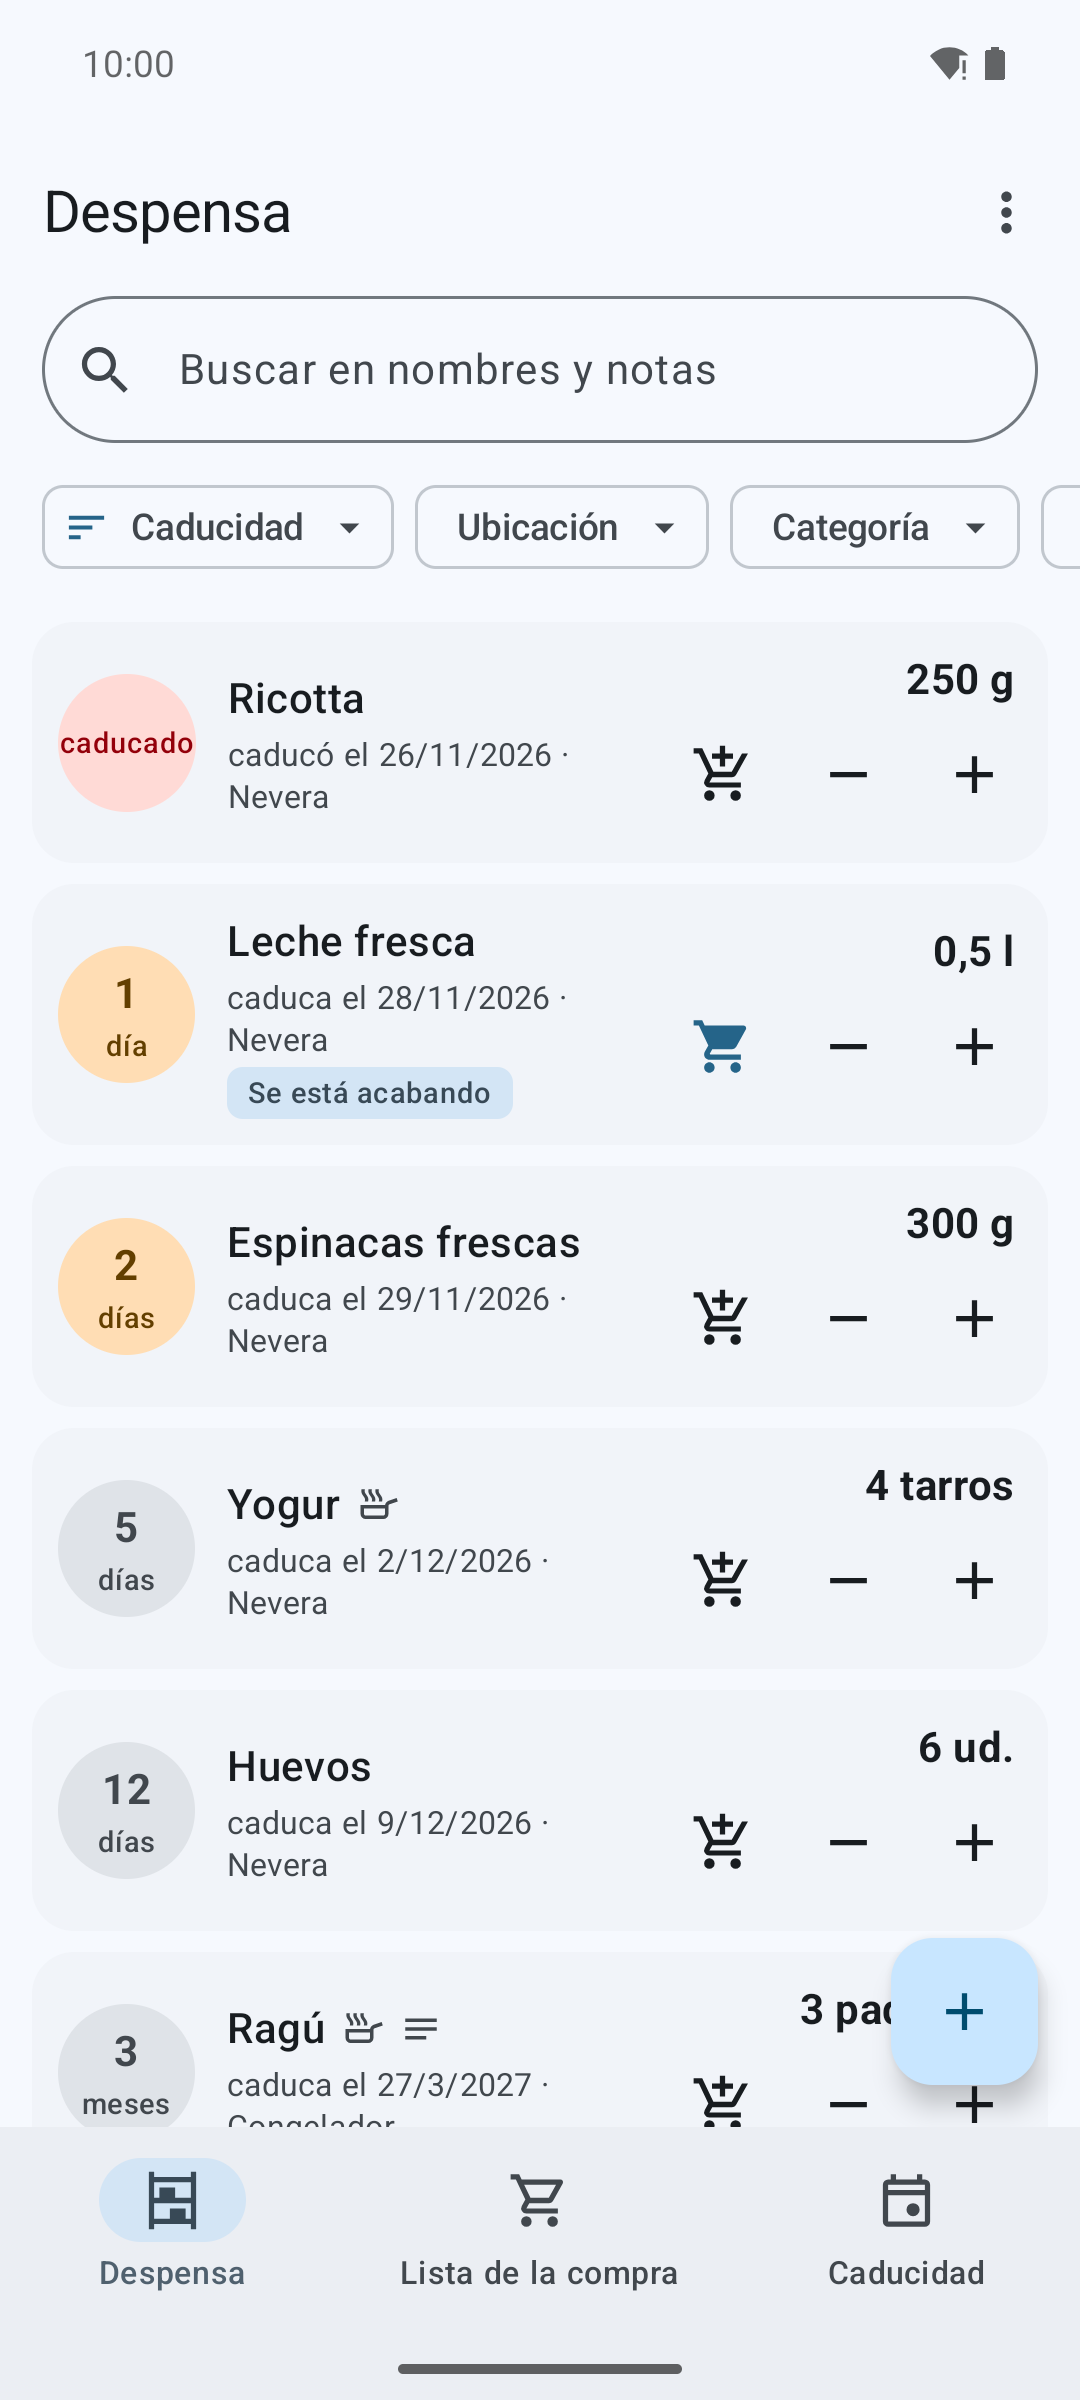 10:00
Despensa
Buscar en nombres y notas
Caducidad
Ubicación
Categoría
caducado
Ricotta
caducó el 26/11/2026 ·
Nevera
250 g
1
día
Leche fresca
caduca el 28/11/2026 ·
Nevera
Se está acabando
0,5 l
2
días
Espinacas frescas
caduca el 29/11/2026 ·
Nevera
300 g
5
días
Yogur
caduca el 2/12/2026 ·
Nevera
4 tarros
12
días
Huevos
caduca el 9/12/2026 ·
Nevera
6 ud.
3
meses
Ragú
caduca el 27/3/2027 ·
Congelador
3
Despensa
Lista de la compra
Caducidad